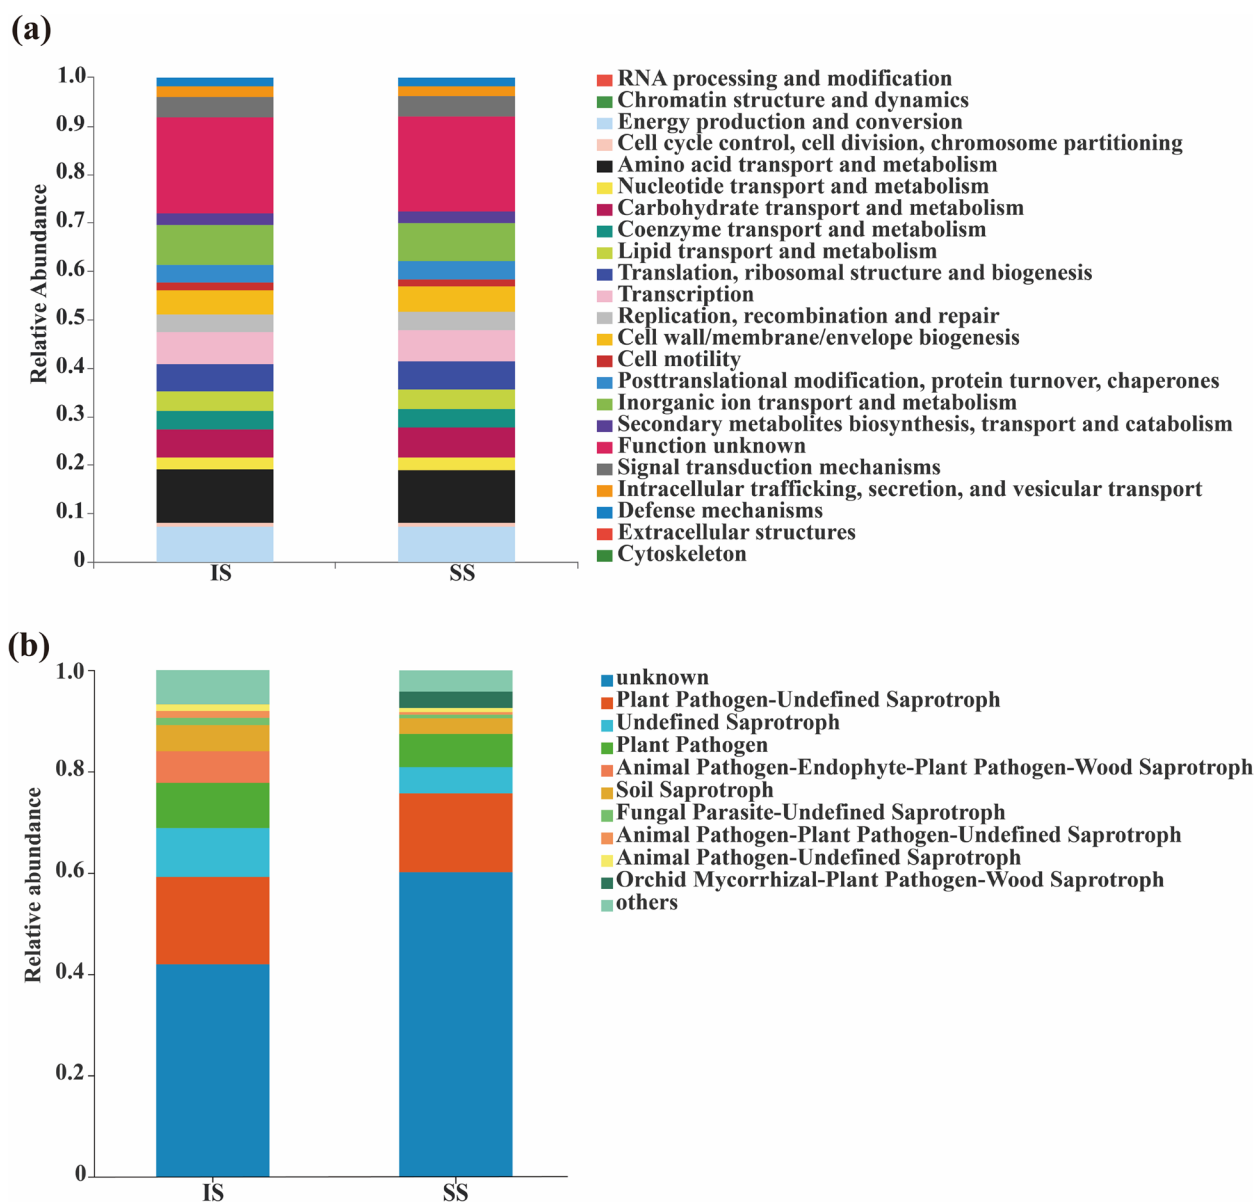 (a)
Relative Abundance
1.0
0.9
0.8
0.7
0.6
0.5
0.4
0.3
0.2
0.1
0
IS
SS
RNA processing and modification
Chromatin structure and dynamics
Energy production and conversion
Cell cycle control, cell division, chromosome partitioning
Amino acid transport and metabolism
Nucleotide transport and metabolism
Carbohydrate transport and metabolism
Coenzyme transport and metabolism
Lipid transport and metabolism
Translation, ribosomal structure and biogenesis
Transcription
Replication, recombination and repair
Cell wall/membrane/envelope biogenesis
Cell motility
Posttranslational modification, protein turnover, chaperones
Inorganic ion transport and metabolism
Secondary metabolites biosynthesis, transport and catabolism
Function unknown
Signal transduction mechanisms
Intracellular trafficking, secretion, and vesicular transport
Defense mechanisms
Extracellular structures
Cytoskeleton
(b)
Relative abundance
1.0
0.8
0.6
0.4
0.2
0
IS
SS
unknown
Plant Pathogen-Undefined Saprotroph
Undefined Saprotroph
Plant Pathogen
Animal Pathogen-Endophyte-Plant Pathogen-Wood Saprotroph
Soil Saprotroph
Fungal Parasite-Undefined Saprotroph
Animal Pathogen-Plant Pathogen-Undefined Saprotroph
Animal Pathogen-Undefined Saprotroph
Orchid Mycorrhizal-Plant Pathogen-Wood Saprotroph
others